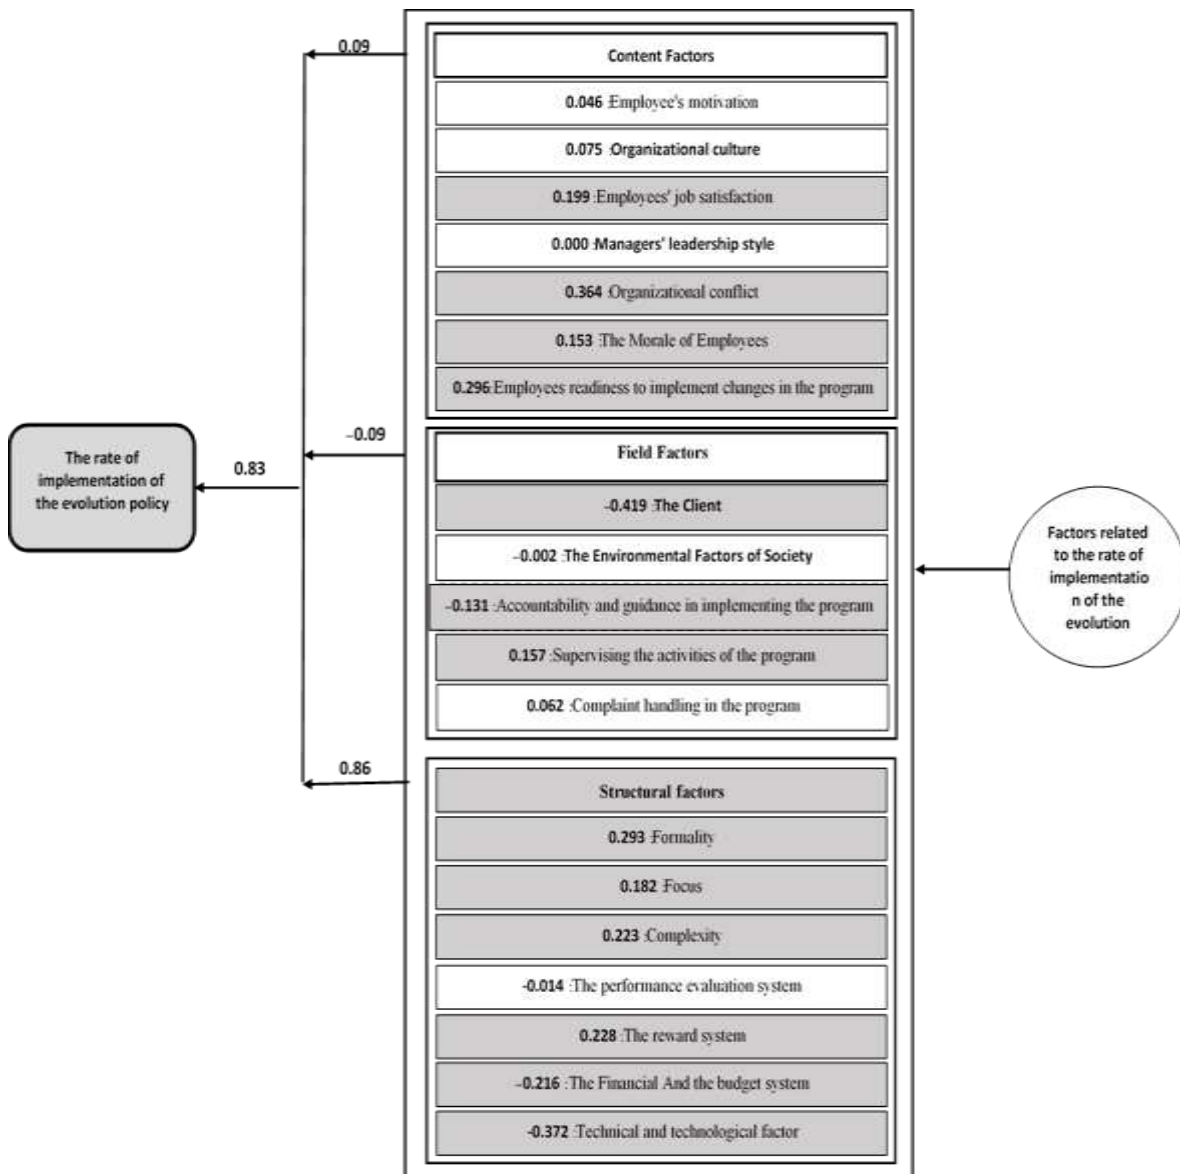 0.09
Content Factors
0.046 :Employee's motivation
0.075 :Organizational culture
0.199 :Employees' job satisfaction
0.000 :Managers' leadership style
0.364 :Organizational conflict
0.153 :The Morale of Employees
0.296:Employees readiness to implement changes in the program
−0.09
Field Factors
−0.419 :The Client
−0.002 :The Environmental Factors of Society
−0.131 :Accountability and guidance in implementing the program
0.157 :Supervising the activities of the program
0.062 :Complaint handling in the program
0.86
Structural factors
0.293 :Formality
0.182 :Focus
0.223 :Complexity
-0.014 :The performance evaluation system
0.228 :The reward system
−0.216 :The Financial And the budget system
-0.372 :Technical and technological factor
The rate of
implementation of
the evolution policy
0.83
Factors related
to the rate of
implementatio
n of the
evolution